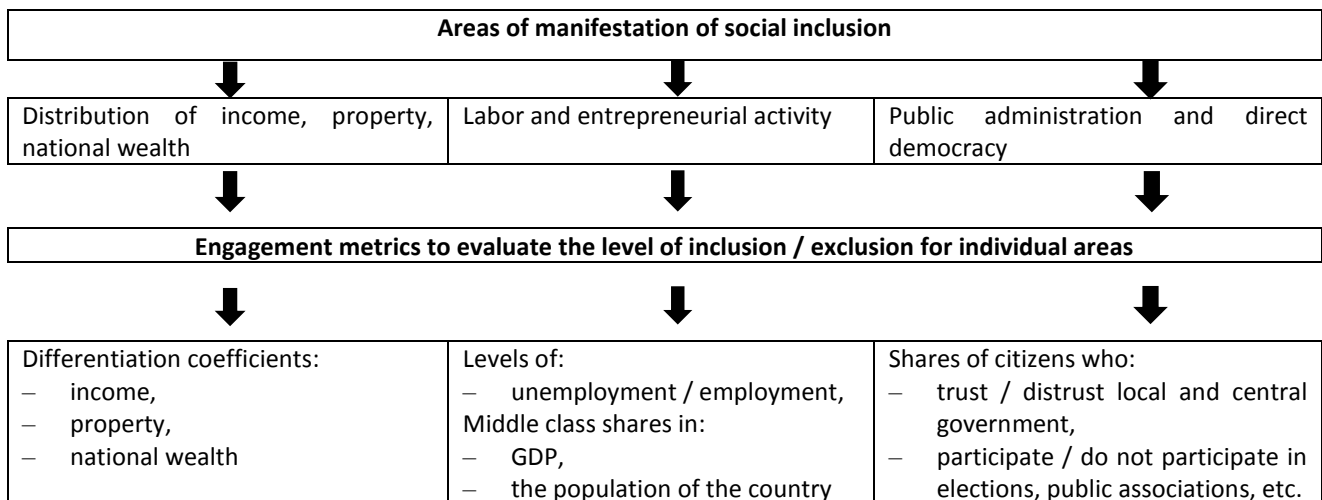 Areas of manifestation of social inclusion
Distribution of income, property,
national wealth
Labor and entrepreneurial activity
Public administration and direct
democracy
Engagement metrics to evaluate the level of inclusion / exclusion for individual areas
Differentiation coefficients:
– income,
– property,
– national wealth
Levels of:
– unemployment / employment,
Middle class shares in:
– GDP,
– the population of the country
Shares of citizens who:
– trust / distrust local and central
government,
– participate / do not participate in
elections, public associations, etc.